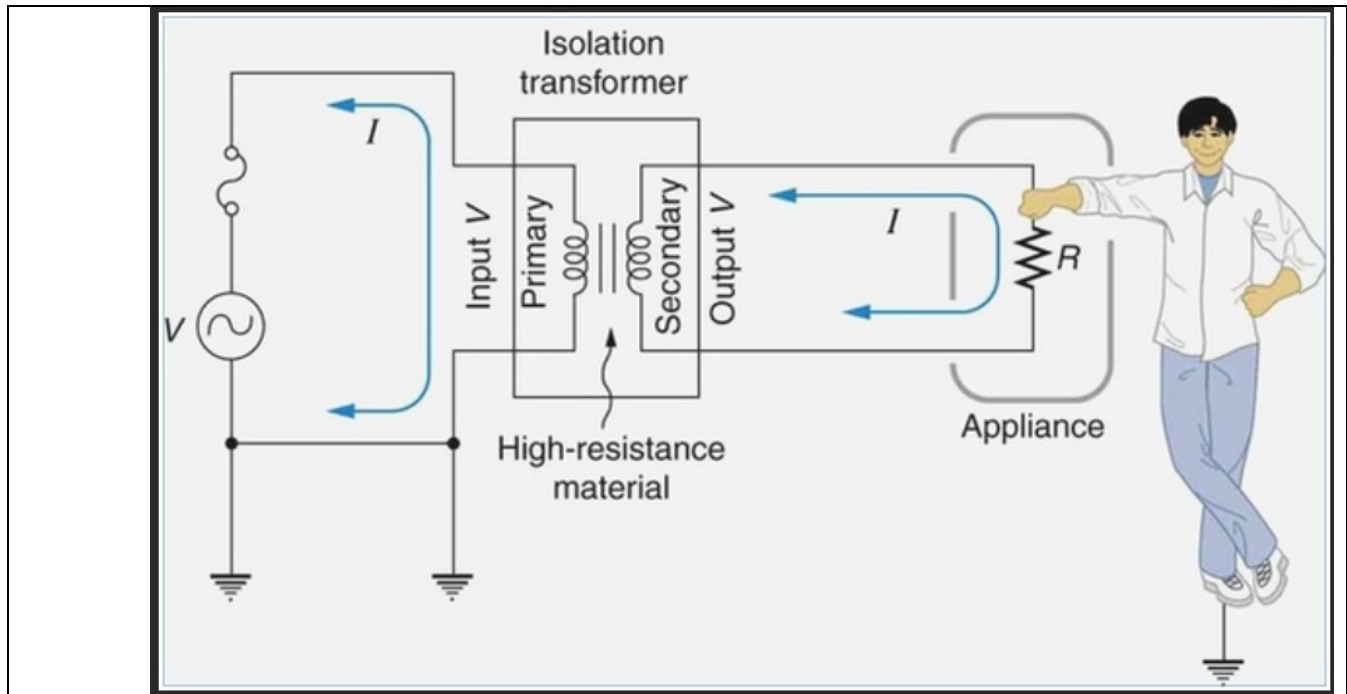 Isolation
transformer
I
V
Input V
Primary
Secondary
Output V
I
R
High-resistance
material
Appliance